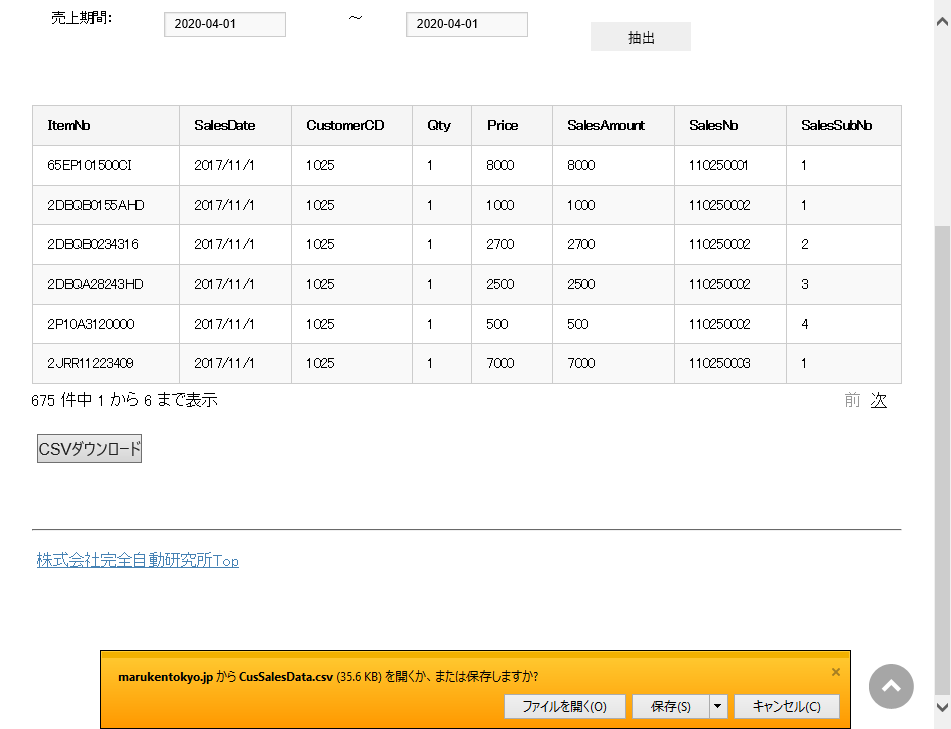 売上期間: 2020-04-01 ～ 2020-04-01 抽出
ItemNo SalesDate CustomerCD Qty Price SalesAmount SalesNo SalesSubNo
65EP101500CI 2017/11/1 1025 1 8000 8000 110250001 1
2DBQB0155AHD 2017/11/1 1025 1 1000 1000 110250002 1
2DBQB0234316 2017/11/1 1025 1 2700 2700 110250002 2
2DBQA28243HD 2017/11/1 1025 1 2500 2500 110250002 3
2P10A3120000 2017/11/1 1025 1 500 500 110250002 4
2JRR11223409 2017/11/1 1025 1 7000 7000 110250003 1
675 件中 1 から 6 まで表示 前 次
CSVダウンロード
株式会社完全自動研究所Top
marukentokyo.jp から CusSalesData.csv (35.6 KB) を開くか、または保存しますか?
ファイルを開く(O) 保存(S) キャンセル(C)